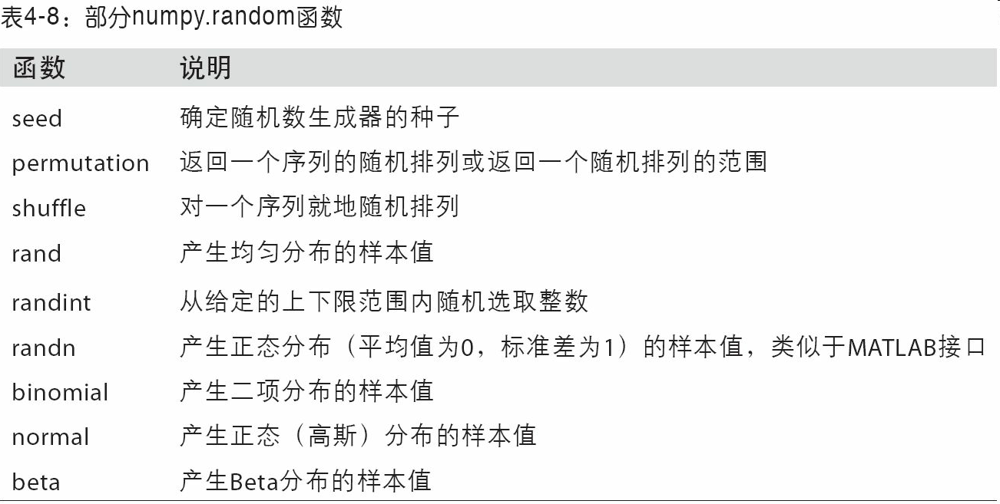 表4-8：部分numpy.random函数
函数 说明
seed 确定随机数生成器的种子
permutation 返回一个序列的随机排列或返回一个随机排列的范围
shuffle 对一个序列就地随机排列
rand 产生均匀分布的样本值
randint 从给定的上下限范围内随机选取整数
randn 产生正态分布（平均值为0，标准差为1）的样本值，类似于MATLAB接口
binomial 产生二项分布的样本值
normal 产生正态（高斯）分布的样本值
beta 产生Beta分布的样本值